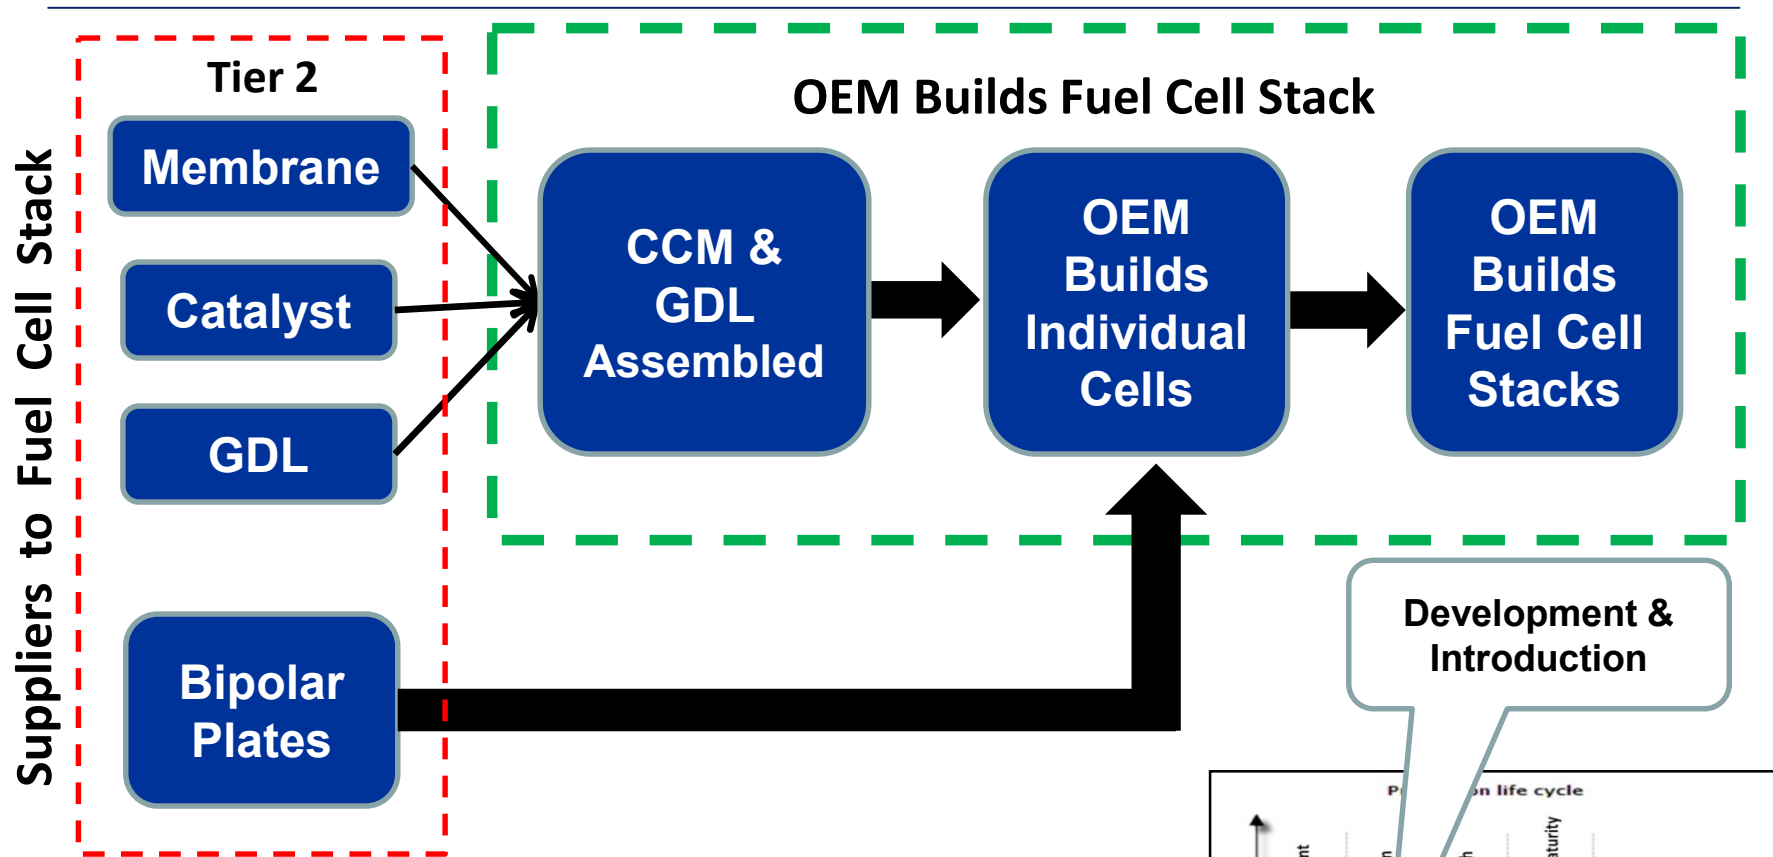 Suppliers to Fuel Cell Stack
Tier 2
Membrane
Catalyst
GDL
Bipolar
Plates
OEM Builds Fuel Cell Stack
CCM &
GDL
Assembled
OEM
Builds
Individual
Cells
OEM
Builds
Fuel Cell
Stacks
Development &
Introduction
life cycle